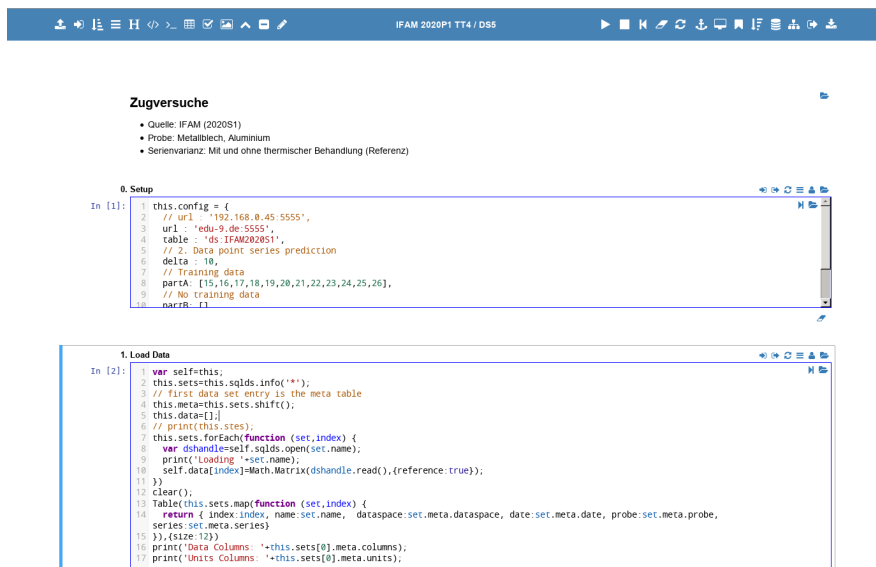 IFAM 2020P1 TT4 / DS5
Zugversuche
• Quelle: IFAM (2020S1)
• Probe: Metallblech, Aluminium
• Serienvarianz: Mit und ohne thermischer Behandlung (Referenz)
0. Setup
In [1]:
1 this.config = {
2 // url : '192.168.0.45:5555',
3 url : 'edu-9.de:5555',
4 table : 'ds:IFAM2020S1',
5 // 2. Data point series prediction
6 delta : 10,
7 // Training data
8 partA: [15,16,17,18,19,20,21,22,23,24,25,26],
9 // No training data
10 partB: []
1. Load Data
In [2]:
1 var self=this;
2 this.sets=this.sqlds.info('*');
3 // first data set entry is the meta table
4 this.meta=this.sets.shift();
5 this.data=[];
6 // print(this.stes);
7 this.sets.forEach(function (set,index) {
8 var dshandle=self.sqlds.open(set.name);
9 print('Loading '+set.name);
10 self.data[index]=Math.Matrix(dshandle.read(),{reference:true});
11 })
12 clear();
13 Table(this.sets.map(function (set,index) {
14 return { index:index, name:set.name, dataspace:set.meta.dataspace, date:set.meta.date, probe:set.meta.probe,
series:set.meta.series}
15 }),{size:12})
16 print('Data Columns: '+this.sets[0].meta.columns);
17 print('Units Columns: '+this.sets[0].meta.units);